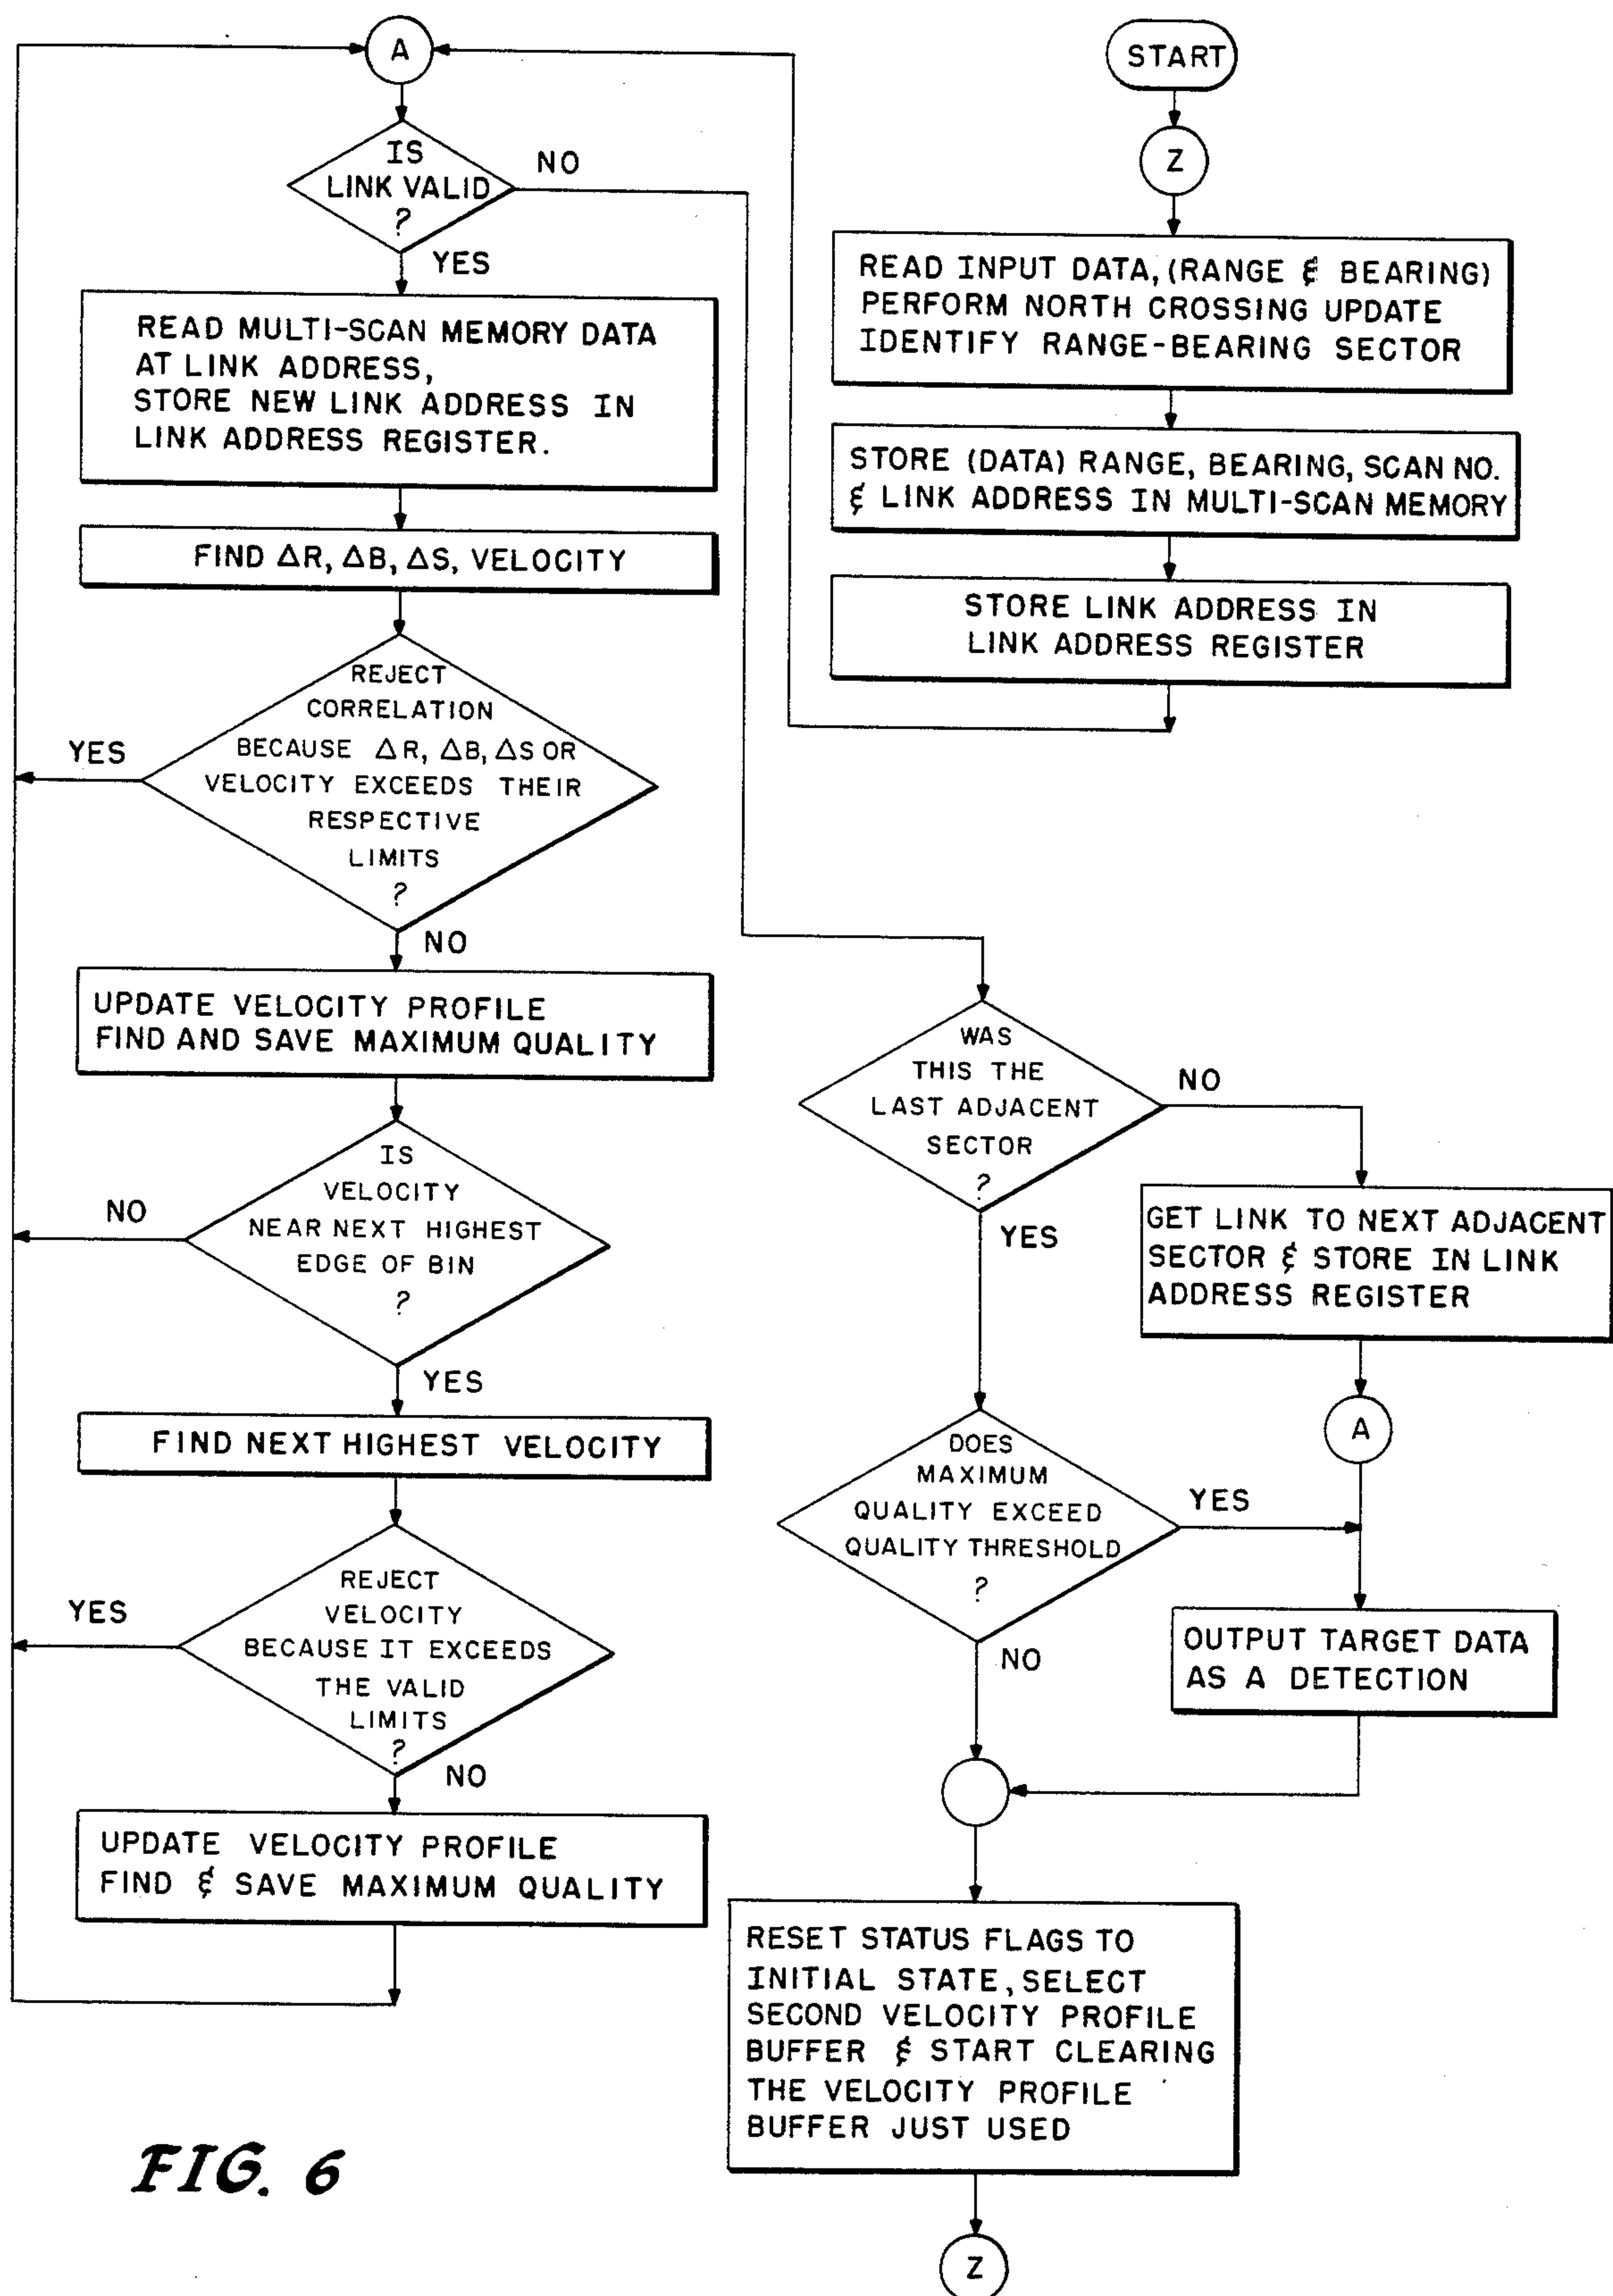 A
IS
LINK VALID
?
NO
YES
READ MULTI-SCAN MEMORY DATA
AT LINK ADDRESS,
STORE NEW LINK ADDRESS IN
LINK ADDRESS REGISTER.
FIND ΔR, ΔB, ΔS, VELOCITY
REJECT
CORRELATION
BECAUSE ΔR, ΔB, ΔS OR
VELOCITY EXCEEDS THEIR
RESPECTIVE
LIMITS
?
YES
NO
UPDATE VELOCITY PROFILE
FIND AND SAVE MAXIMUM QUALITY
IS
VELOCITY
NEAR NEXT HIGHEST
EDGE OF BIN
?
NO
YES
FIND NEXT HIGHEST VELOCITY
REJECT
VELOCITY
BECAUSE IT EXCEEDS
THE VALID
LIMITS
?
YES
NO
UPDATE VELOCITY PROFILE
FIND & SAVE MAXIMUM QUALITY
START
Z
READ INPUT DATA, (RANGE & BEARING)
PERFORM NORTH CROSSING UPDATE
IDENTIFY RANGE-BEARING SECTOR
STORE (DATA) RANGE, BEARING, SCAN NO.
& LINK ADDRESS IN MULTI-SCAN MEMORY
STORE LINK ADDRESS IN
LINK ADDRESS REGISTER
WAS
THIS THE
LAST ADJACENT
SECTOR
?
NO
YES
GET LINK TO NEXT ADJACENT
SECTOR & STORE IN LINK
ADDRESS REGISTER
A
DOES
MAXIMUM
QUALITY EXCEED
QUALITY THRESHOLD
?
YES
NO
OUTPUT TARGET DATA
AS A DETECTION
RESET STATUS FLAGS TO
INITIAL STATE, SELECT
SECOND VELOCITY PROFILE
BUFFER & START CLEARING
THE VELOCITY PROFILE
BUFFER JUST USED
Z
FIG. 6